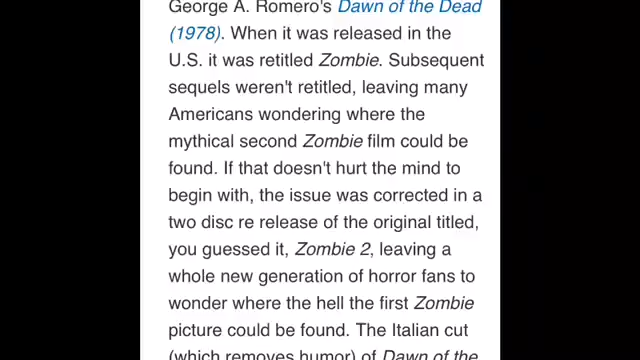 George A. Romero's Dawn of the Dead
(1978). When it was released in the
U.S. it was retitled Zombie. Subsequent
sequels weren't retitled, leaving many
Americans wondering where the
mythical second Zombie film could be
found. If that doesn't hurt the mind to
begin with, the issue was corrected in a
two disc re release of the original titled,
you guessed it, Zombie 2, leaving a
whole new generation of horror fans to
wonder where the hell the first Zombie
picture could be found. The Italian cut
(which removes humor) of Dawn of the